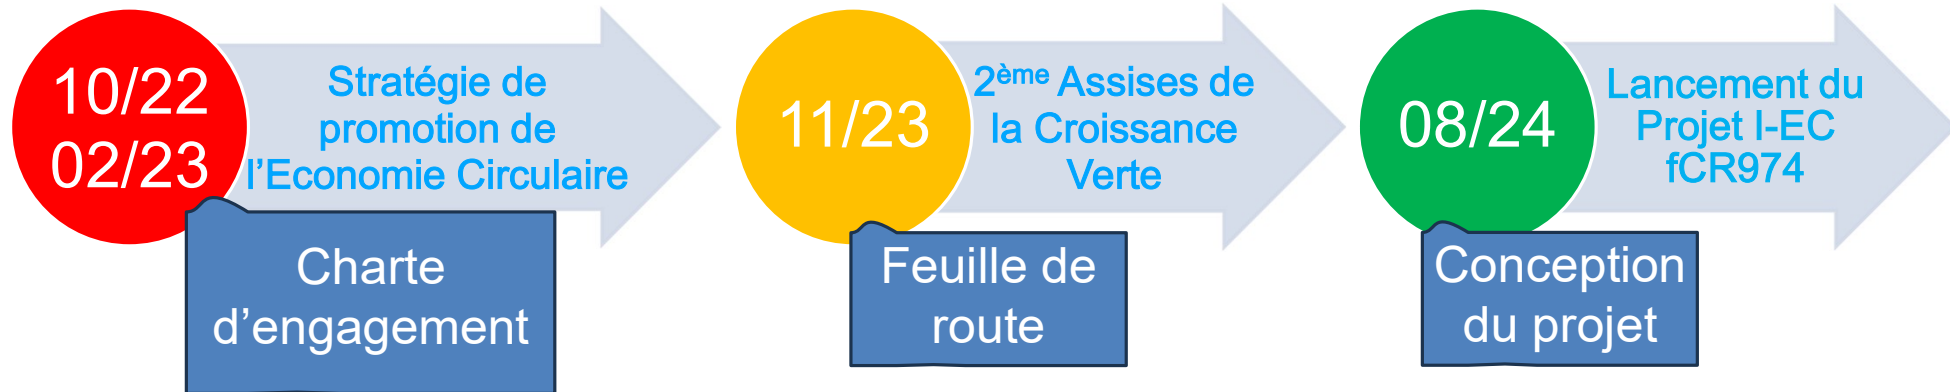 10/22
02/23
Stratégie de
promotion de
l’Economie Circulaire
Charte
d’engagement
11/23
2ème Assises de
la Croissance
Verte
Feuille de
route
08/24
Lancement du
Projet I-EC
fCR974
Conception
du projet